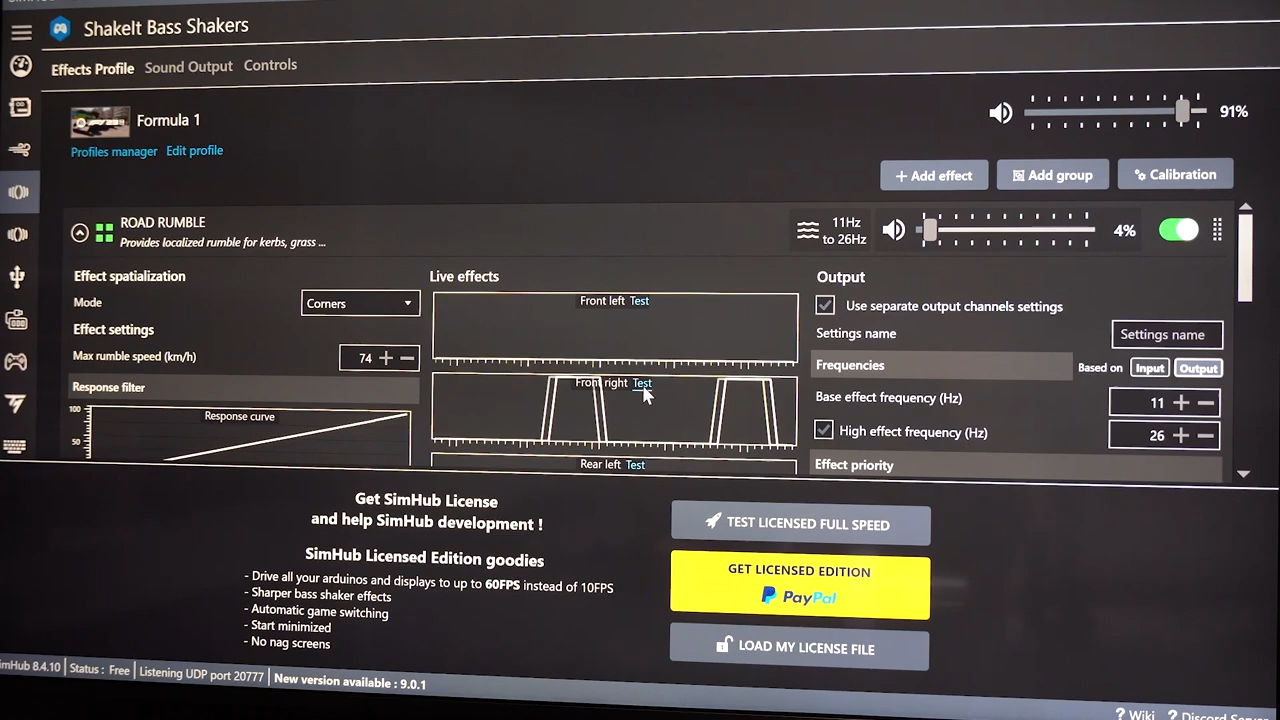 ShakeIt Bass Shakers
Effects Profile Sound Output Controls
Formula 1
Profiles manager Edit profile
91%
+ Add effect
Add group
Calibration
ROAD RUMBLE
Provides localized rumble for kerbs, grass ...
11Hz
to 26Hz
4%
Effect spatialization
Mode
Corners
Effect settings
Max rumble speed (km/h)
74 + −
Response filter
Response curve
100
50
Live effects
Front left Test
Front right Test
Rear left Test
Output
Use separate output channels settings
Settings name
Settings name
Frequencies
Based on Input Output
Base effect frequency (Hz)
11 + −
High effect frequency (Hz)
26 + −
Effect priority
Get SimHub License
and help SimHub development !
SimHub Licensed Edition goodies
- Drive all your arduinos and displays to up to 60FPS instead of 10FPS
- Sharper bass shaker effects
- Automatic game switching
- Start minimized
- No nag screens
TEST LICENSED FULL SPEED
GET LICENSED EDITION
PayPal
LOAD MY LICENSE FILE
imHub 8.4.10 Status : Free Listening UDP port 20777 New version available : 9.0.1
? Wiki ? Discord Server